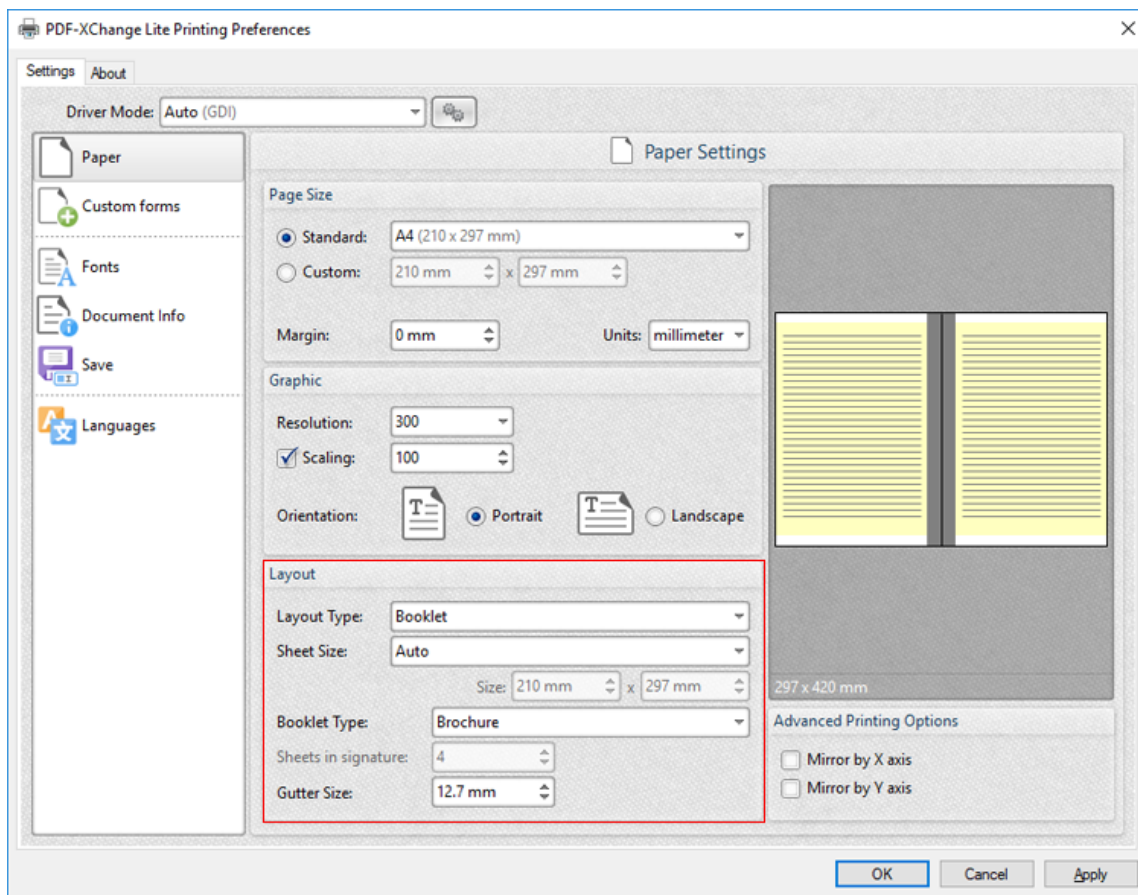 PDF-XChange Lite Printing Preferences
Settings About
Driver Mode: Auto (GDI)
Paper
Custom forms
Fonts
Document Info
Save
Languages
Paper Settings
Page Size
Standard: A4 (210 x 297 mm)
Custom: 210 mm x 297 mm
Margin: 0 mm Units: millimeter
Graphic
Resolution: 300
Scaling: 100
Orientation: T Portrait T Landscape
Layout
Layout Type: Booklet
Sheet Size: Auto
Size: 210 mm x 297 mm
Booklet Type: Brochure
Sheets in signature: 4
Gutter Size: 12.7 mm
297 x 420 mm
Advanced Printing Options
Mirror by X axis
Mirror by Y axis
OK Cancel Apply